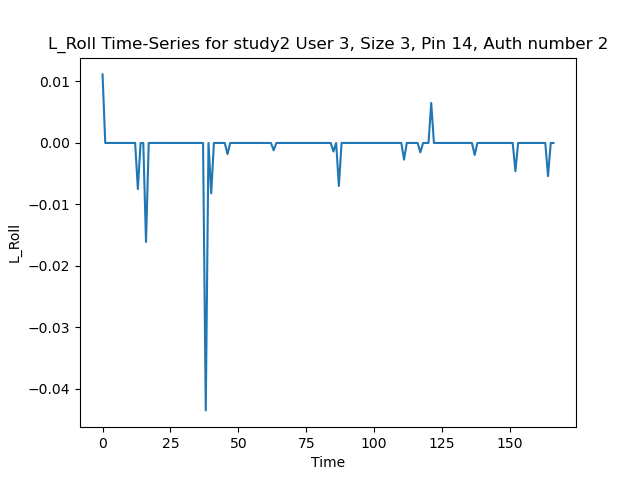 L_Roll Time-Series for study2 User 3, Size 3, Pin 14, Auth number 2
0.01
0.00
−0.01
−0.02
−0.03
−0.04
L_Roll
0 25 50 75 100 125 150
Time